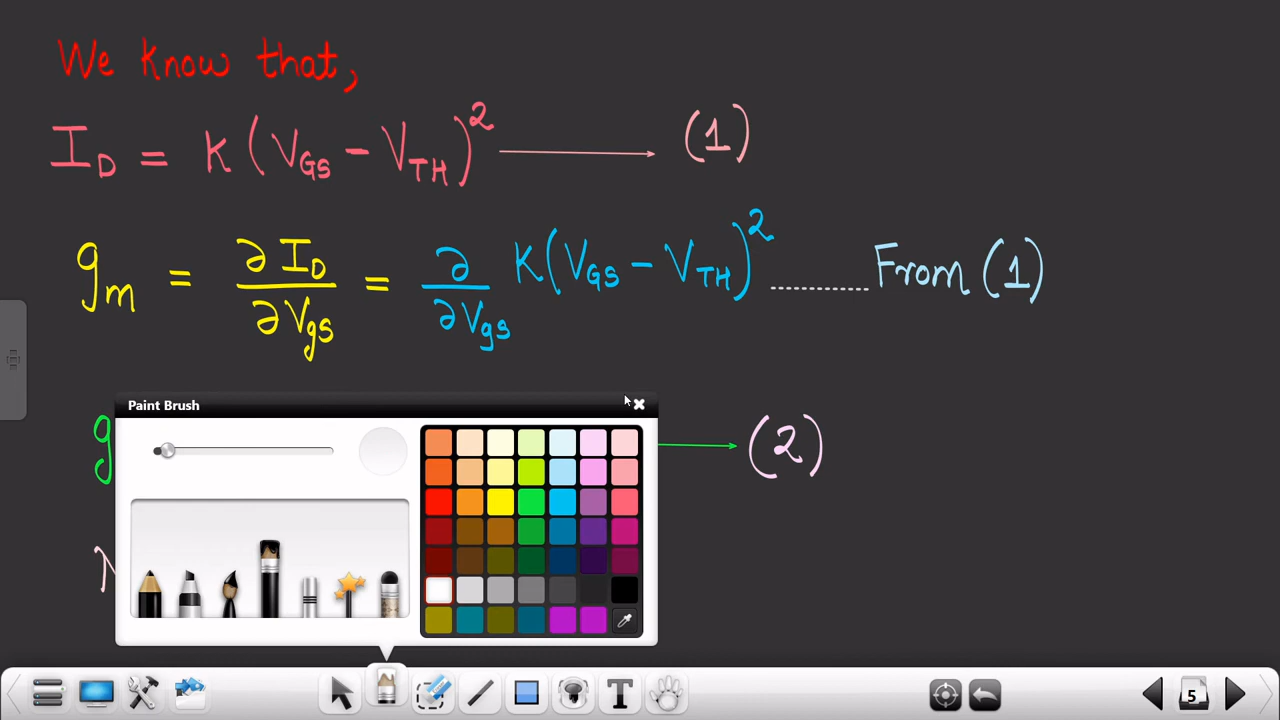 We know that,
I_D = K(V_GS − V_TH)^2 ⟶ (1)
g_m = ∂I_D/∂V_gs = ∂/∂V_gs K(V_GS − V_TH)^2 ......... From (1)
g
Paint Brush
(2)
5